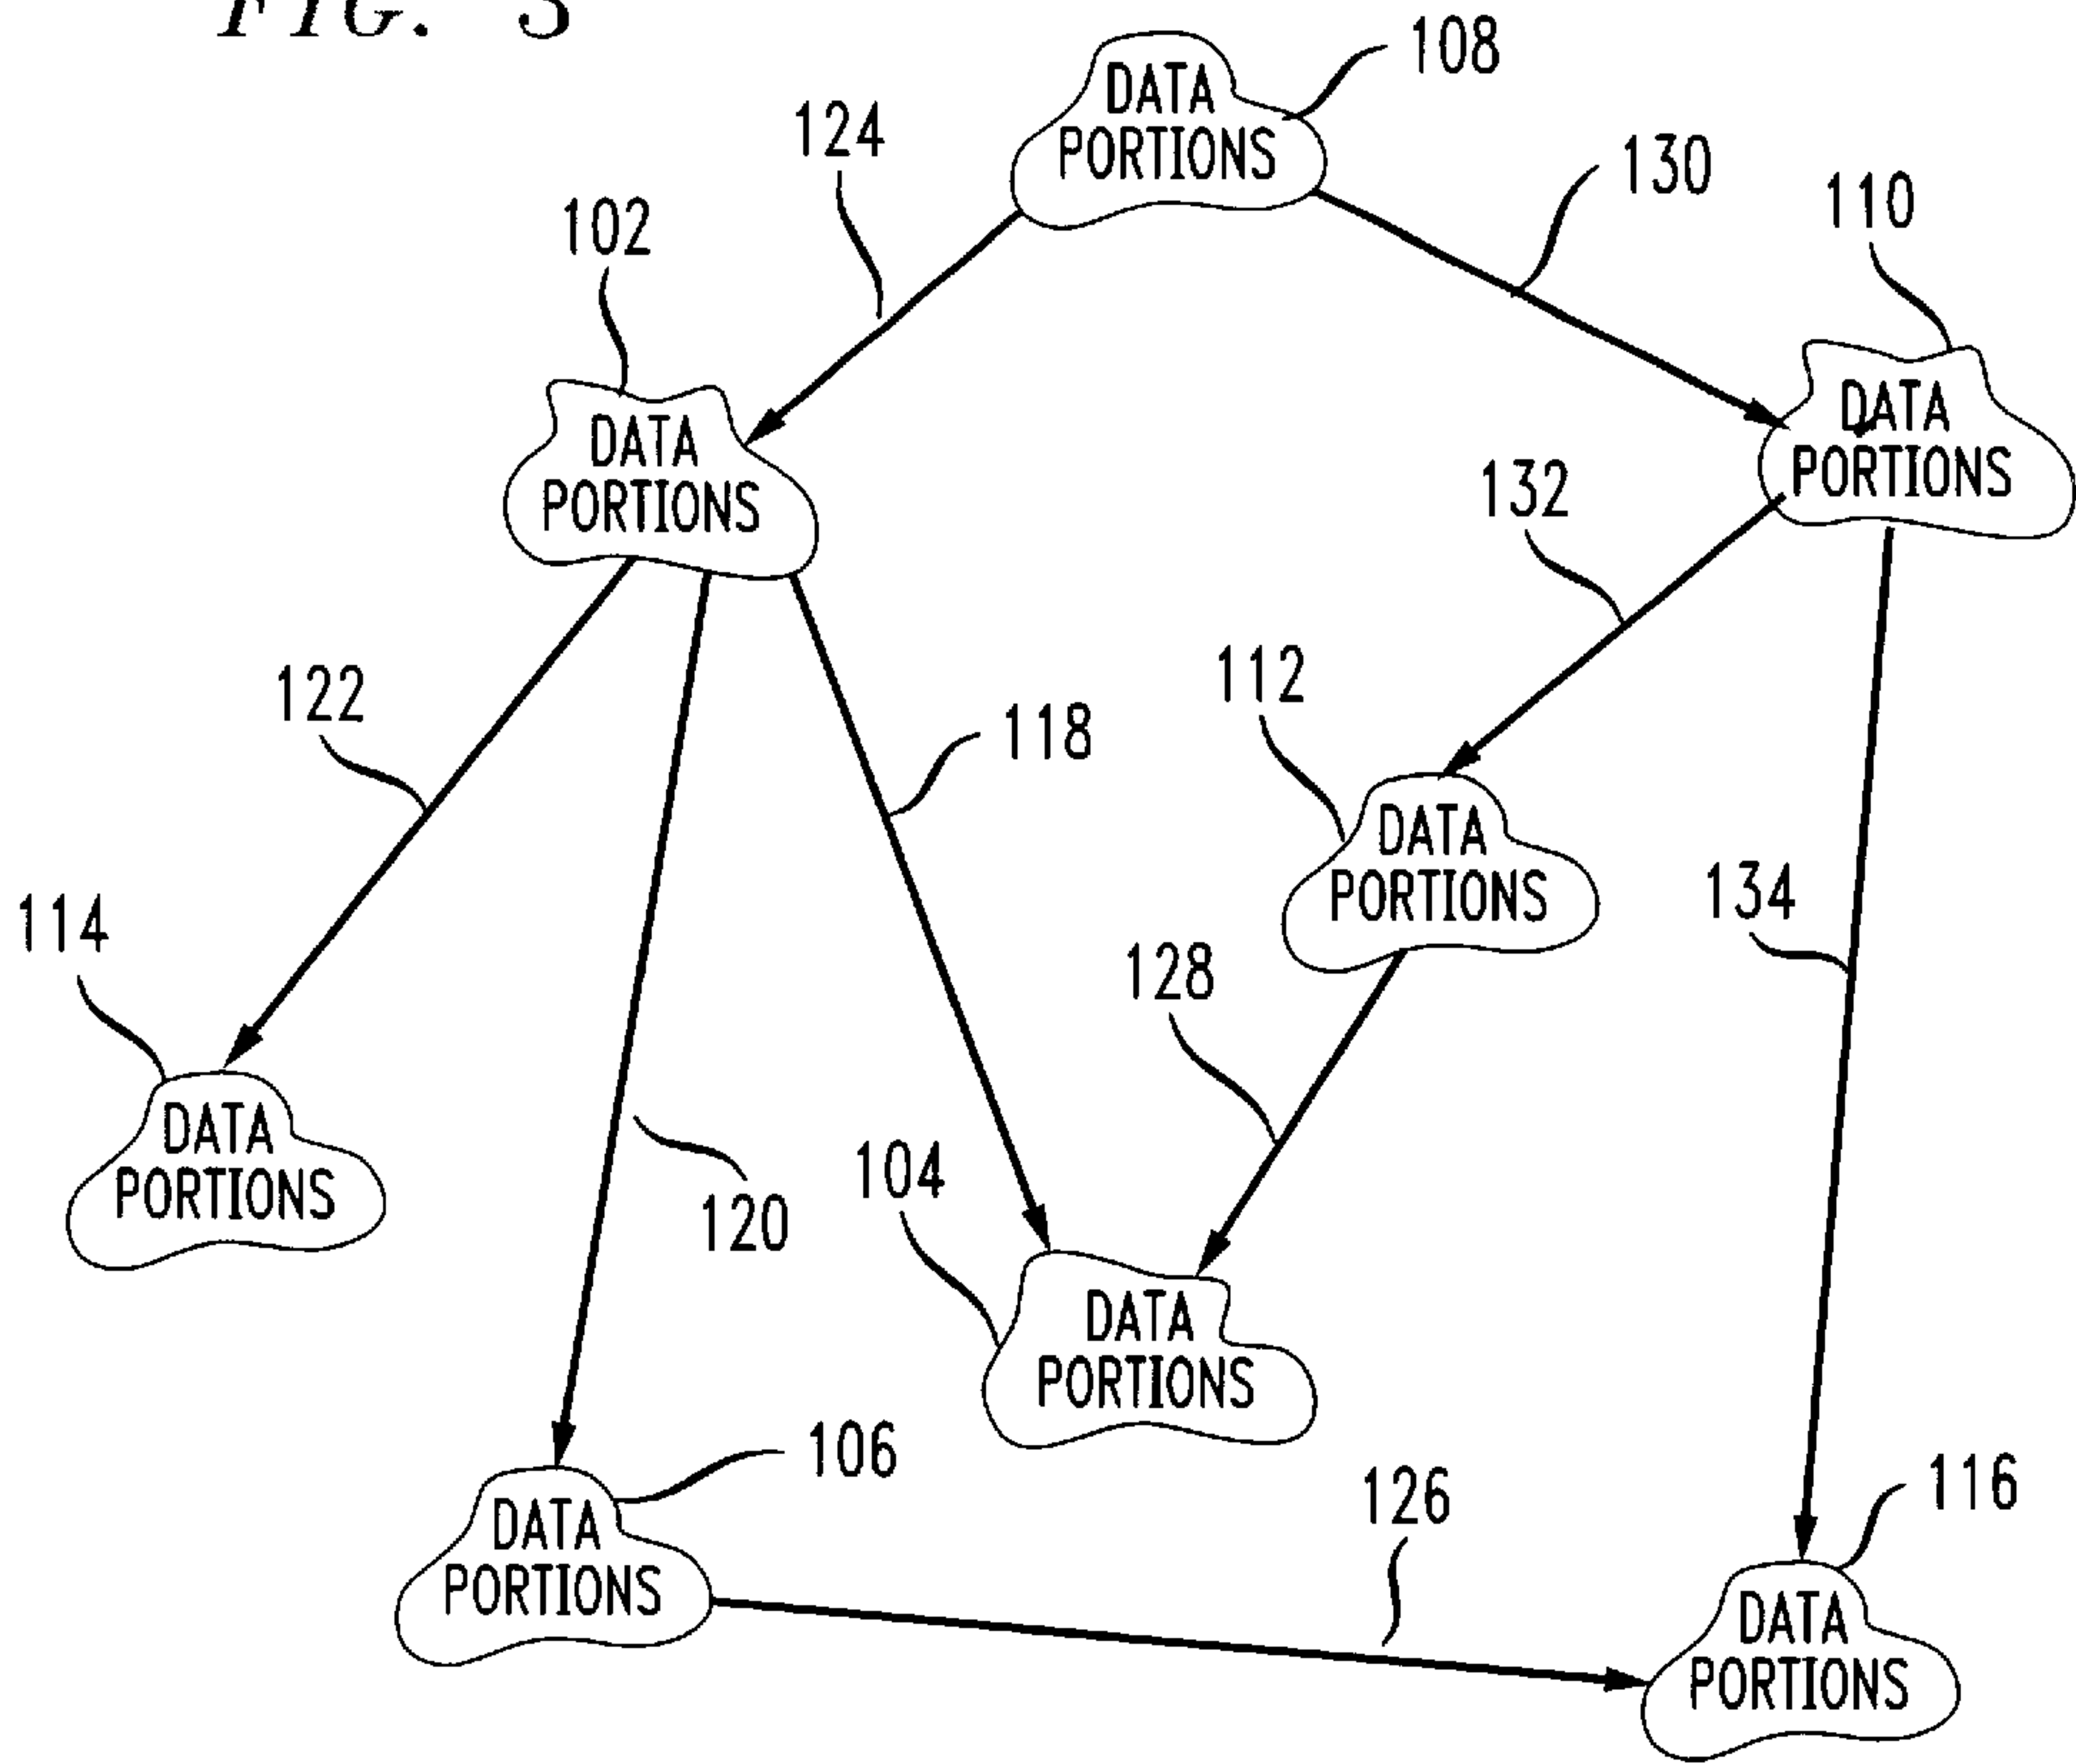 FIG. 3
108
DATA
PORTIONS
124
130
110
102
DATA
PORTIONS
DATA
PORTIONS
132
122
118
112
DATA
PORTIONS
134
114
128
DATA
PORTIONS
120
104
DATA
PORTIONS
106
DATA
PORTIONS
126
116
DATA
PORTIONS